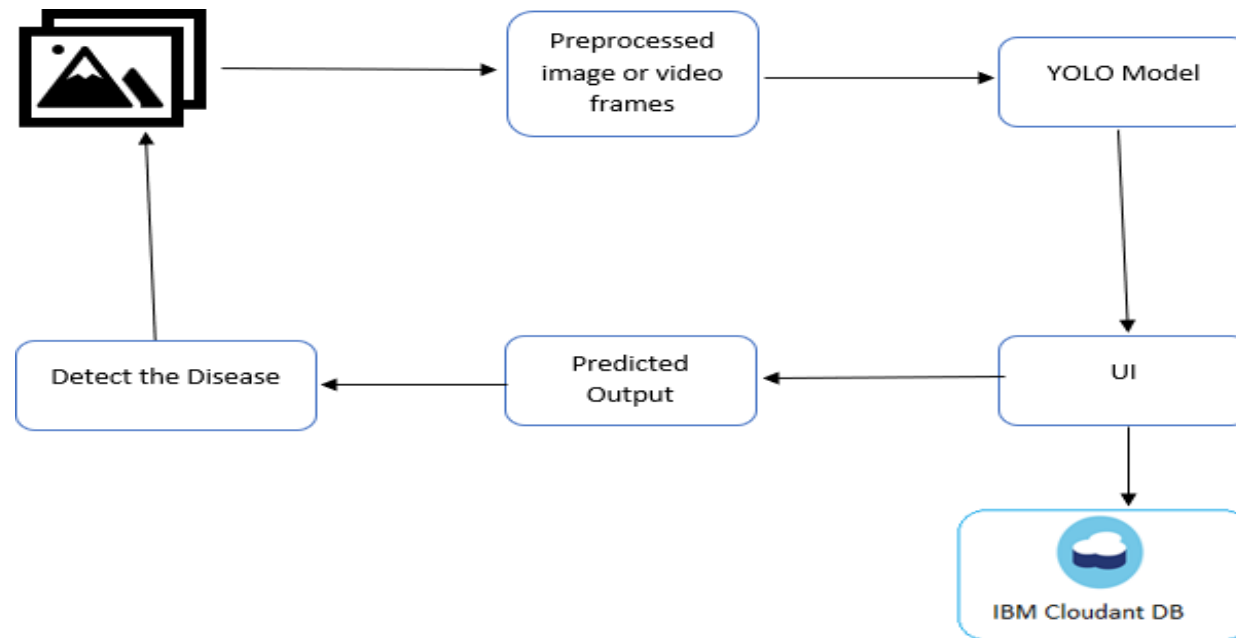 Preprocessed
image or video
frames
YOLO Model
Detect the Disease
Predicted
Output
UI
IBM Cloudant DB